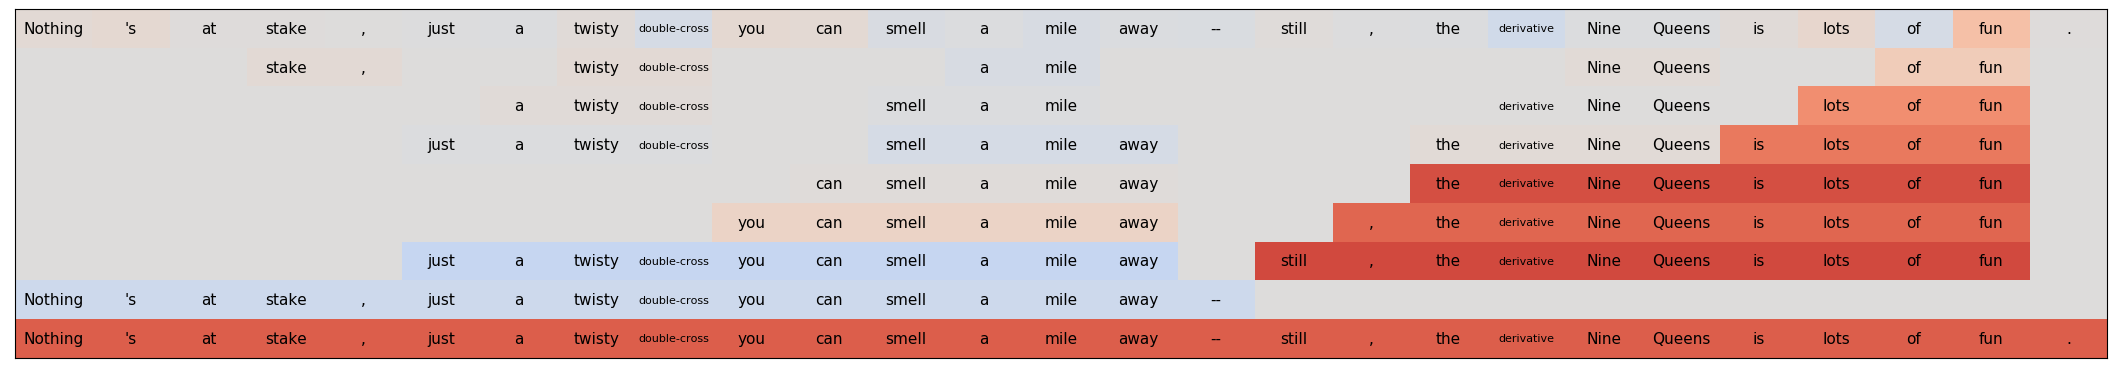 Nothing 's at stake , just a twisty double-cross you can smell a mile away -- still , the derivative Nine Queens is lots of fun .
stake , twisty double-cross a mile Nine Queens of fun
a twisty double-cross smell a mile derivative Nine Queens lots of fun
just a twisty double-cross smell a mile away the derivative Nine Queens is lots of fun
can smell a mile away the derivative Nine Queens is lots of fun
you can smell a mile away , the derivative Nine Queens is lots of fun
just a twisty double-cross you can smell a mile away still , the derivative Nine Queens is lots of fun
Nothing 's at stake , just a twisty double-cross you can smell a mile away --
Nothing 's at stake , just a twisty double-cross you can smell a mile away -- still , the derivative Nine Queens is lots of fun .